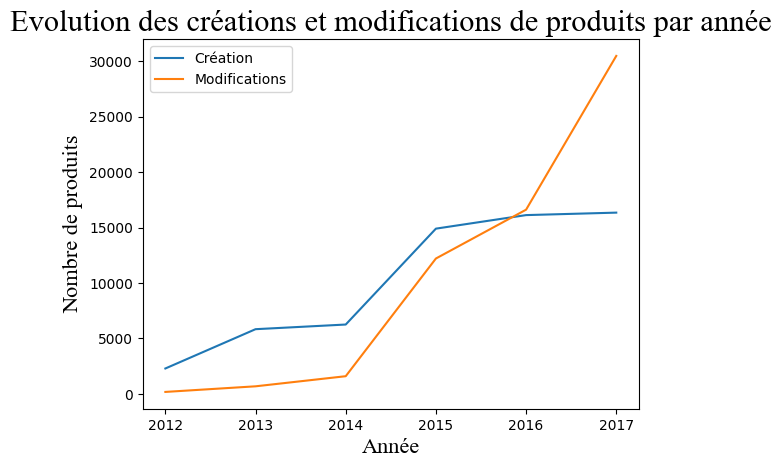 Evolution des créations et modifications de produits par année
Création
Modifications
Nombre de produits
30000
25000
20000
15000
10000
5000
0
2012 2013 2014 2015 2016 2017
Année